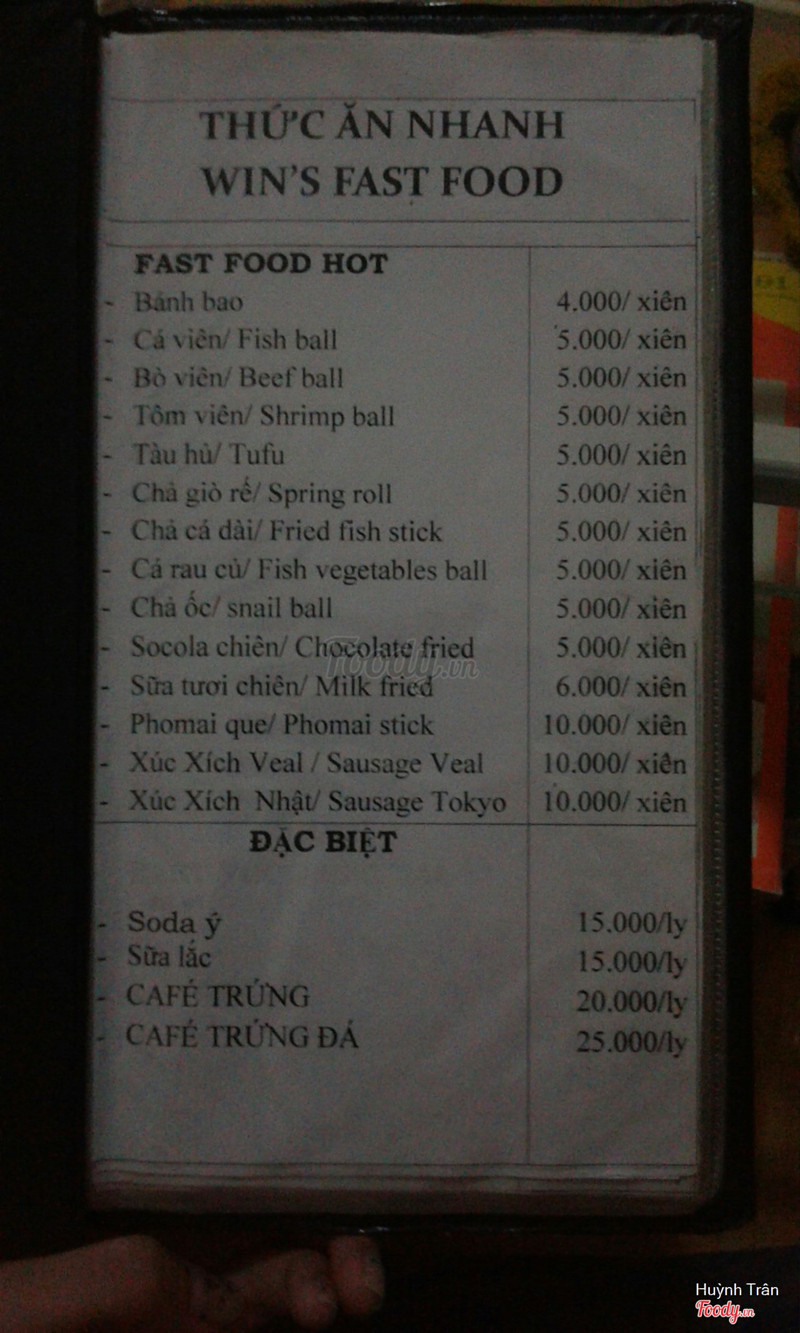 THỨC ĂN NHANH
WIN'S FAST FOOD
FAST FOOD HOT
- Bánh bao 4.000/ xiên
- Cá viên/ Fish ball 5.000/ xiên
- Bò viên/ Beef ball 5.000/ xiên
- Tôm viên/ Shrimp ball 5.000/ xiên
- Tàu hủ/ Tufu 5.000/ xiên
- Chả giò rế/ Spring roll 5.000/ xiên
- Chả cá dài/ Fried fish stick 5.000/ xiên
- Cá rau củ/ Fish vegetables ball 5.000/ xiên
- Chả ốc/ snail ball 5.000/ xiên
- Socola chiên/ Chocolate fried 5.000/ xiên
- Sữa tươi chiên/ Milk fried 6.000/ xiên
- Phomai que/ Phomai stick 10.000/ xiên
- Xúc Xích Veal / Sausage Veal 10.000/ xiên
- Xúc Xích Nhật/ Sausage Tokyo 10.000/ xiên
ĐẶC BIỆT
- Soda ý 15.000/ly
- Sữa lắc 15.000/ly
- CAFÉ TRỨNG 20.000/ly
- CAFÉ TRỨNG ĐÁ 25.000/ly
Foody.vn
Huỳnh Trân
Foody.vn